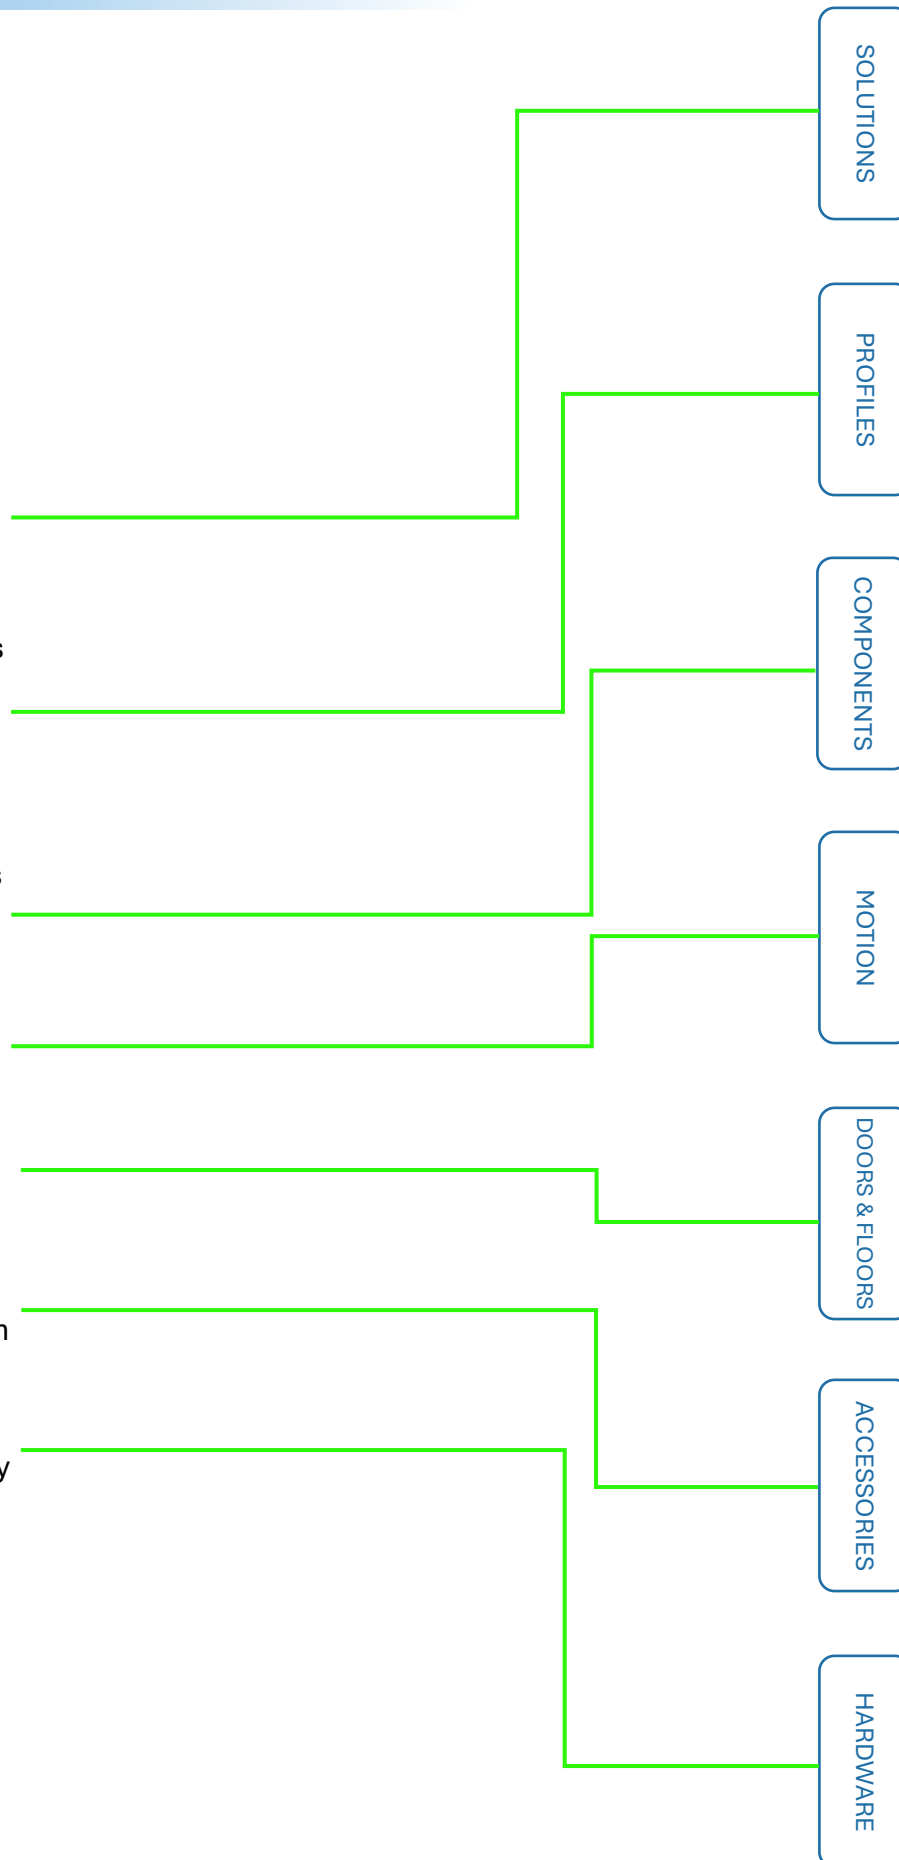 SOLUTIONS
PROFILES
s
COMPONENTS
s
MOTION
DOORS & FLOORS
n
ACCESSORIES
y
HARDWARE